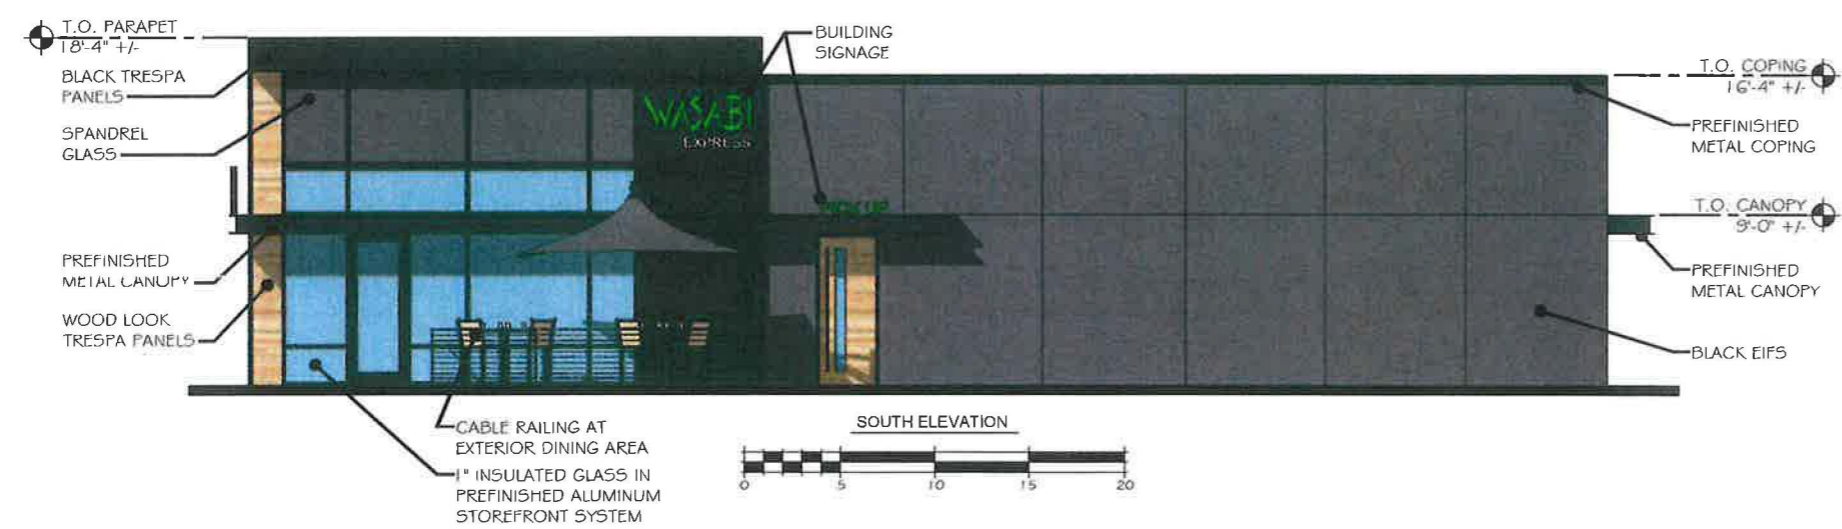 T.O. PARAPET
18'-4" +/-
BLACK TRESPA
PANELS
SPANDREL
GLASS
PREFINISHED
METAL CANOPY
WOOD LOOK
TRESPA PANELS
BUILDING
SIGNAGE
WASABI
EXPRESS
PICK UP
T.O. COPING
16'-4" +/-
PREFINISHED
METAL COPING
T.O. CANOPY
9'-0" +/-
PREFINISHED
METAL CANOPY
BLACK EIFS
CABLE RAILING AT
EXTERIOR DINING AREA
1" INSULATED GLASS IN
PREFINISHED ALUMINUM
STOREFRONT SYSTEM
SOUTH ELEVATION
0 5 10 15 20